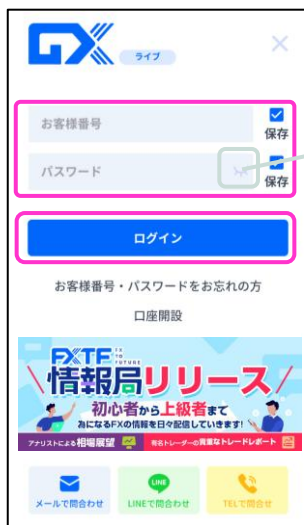 GX
ライブ
お客様番号
保存
パスワード
保存
ログイン
お客様番号・パスワードをお忘れの方
口座開設
FXTF FX TO FUTURE
情報局リリース
初心者から上級者まで
為になるFXの情報を日々配信していきます!
アナリストによる相場展望 有名トレーダーの貴重なトレードレポート
LINE
メールで問合わせ LINEで問合わせ TELで問合せ